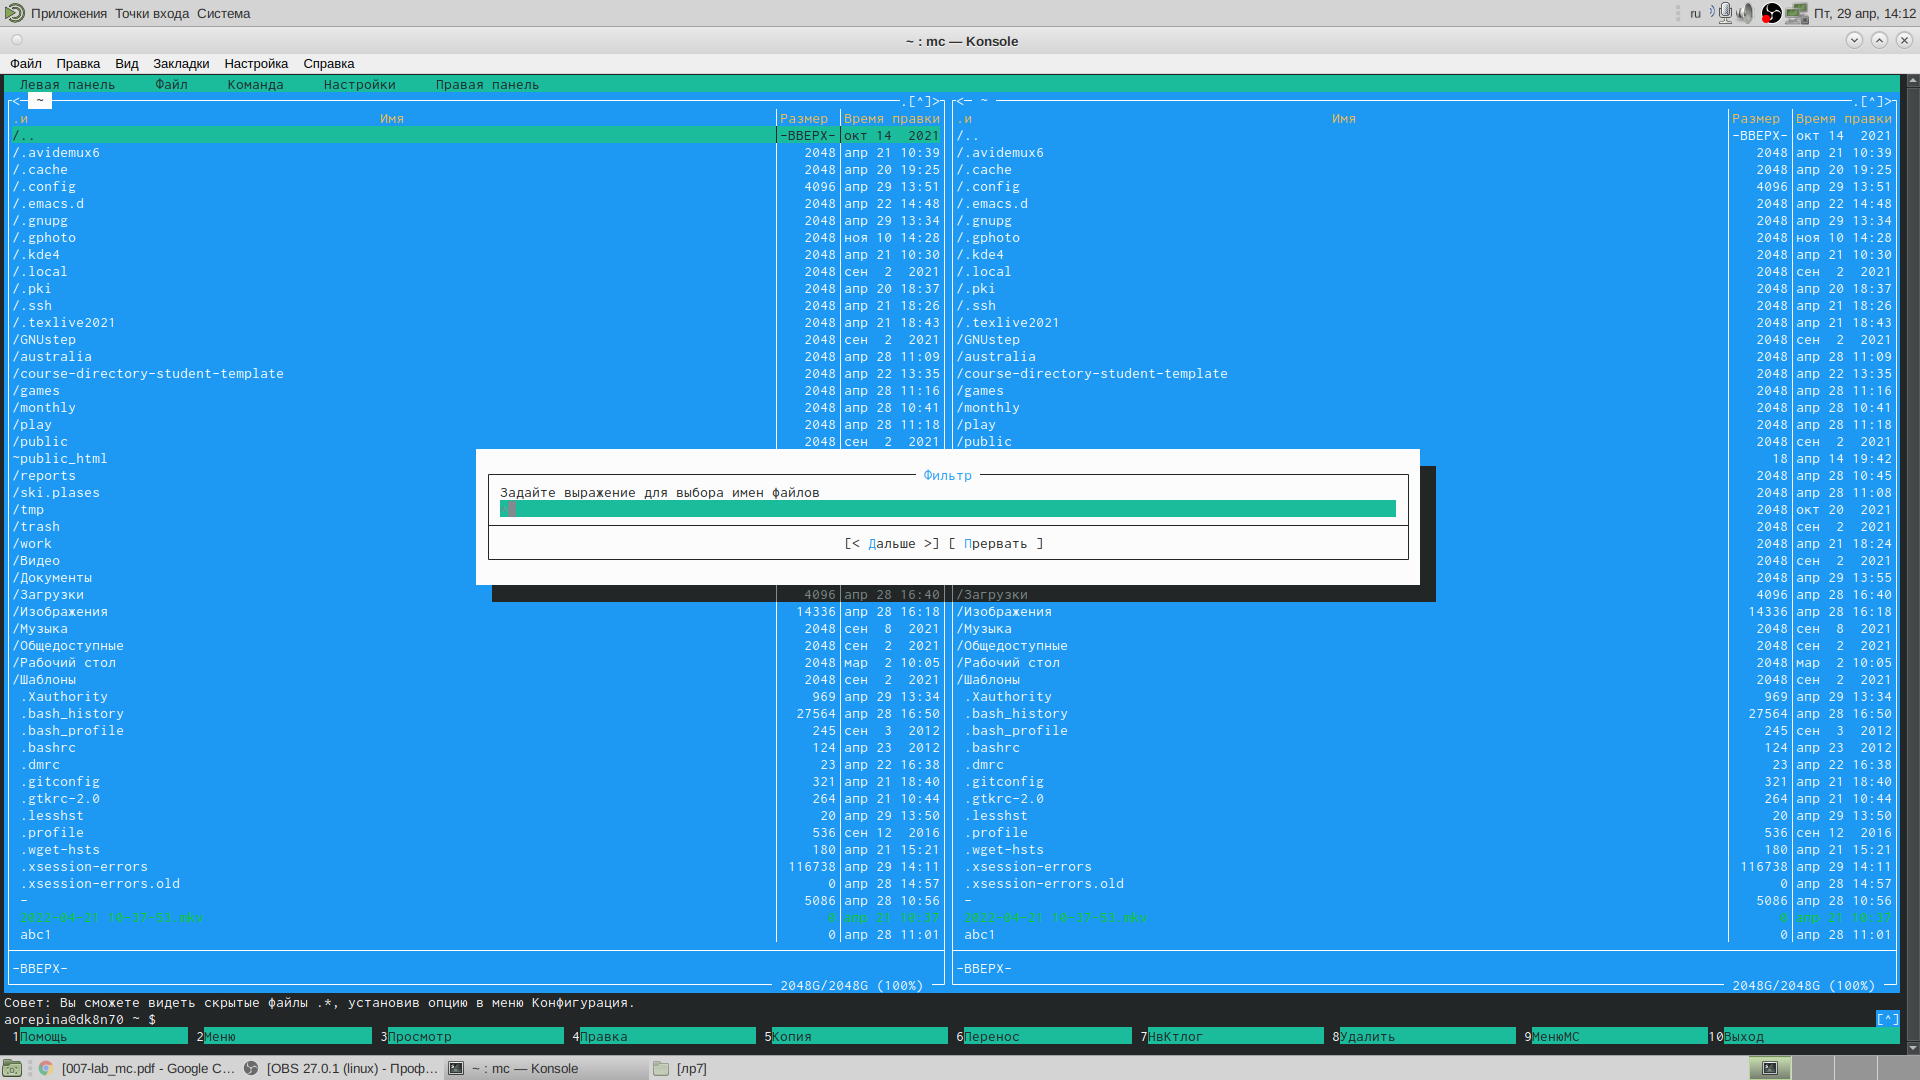 Приложения Точки входа Система
ru Пт, 29 апр, 14:12
~ : mc — Konsole
Файл Правка Вид Закладки Настройка Справка
Левая панель Файл Команда Настройки Правая панель
<─ ~ .[^]> <─ ~ .[^]>
.и Имя Размер Время правки .и Имя Размер Время правки
/.. -ВВЕРХ- окт 14 2021 /.. -ВВЕРХ- окт 14 2021
/.avidemux6 2048 апр 21 10:39 /.avidemux6 2048 апр 21 10:39
/.cache 2048 апр 20 19:25 /.cache 2048 апр 20 19:25
/.config 4096 апр 29 13:51 /.config 4096 апр 29 13:51
/.emacs.d 2048 апр 22 14:48 /.emacs.d 2048 апр 22 14:48
/.gnupg 2048 апр 29 13:34 /.gnupg 2048 апр 29 13:34
/.gphoto 2048 ноя 10 14:28 /.gphoto 2048 ноя 10 14:28
/.kde4 2048 апр 21 10:30 /.kde4 2048 апр 21 10:30
/.local 2048 сен 2 2021 /.local 2048 сен 2 2021
/.pki 2048 апр 20 18:37 /.pki 2048 апр 20 18:37
/.ssh 2048 апр 21 18:26 /.ssh 2048 апр 21 18:26
/.texlive2021 2048 апр 21 18:43 /.texlive2021 2048 апр 21 18:43
/GNUstep 2048 сен 2 2021 /GNUstep 2048 сен 2 2021
/australia 2048 апр 28 11:09 /australia 2048 апр 28 11:09
/course-directory-student-template 2048 апр 22 13:35 /course-directory-student-template 2048 апр 22 13:35
/games 2048 апр 28 11:16 /games 2048 апр 28 11:16
/monthly 2048 апр 28 10:41 /monthly 2048 апр 28 10:41
/play 2048 апр 28 11:18 /play 2048 апр 28 11:18
/public 2048 сен 2 2021 /public 2048 сен 2 2021
~public_html 18 апр 14 19:42
/reports Фильтр 2048 апр 28 10:45
/ski.plases Задайте выражение для выбора имен файлов 2048 апр 28 11:08
/tmp 2048 окт 20 2021
/trash 2048 сен 2 2021
/work [< Дальше >] [ Прервать ] 2048 апр 21 18:24
/Видео 2048 сен 2 2021
/Документы 2048 апр 29 13:55
/Загрузки 4096 апр 28 16:40 /Загрузки 4096 апр 28 16:40
/Изображения 14336 апр 28 16:18 /Изображения 14336 апр 28 16:18
/Музыка 2048 сен 8 2021 /Музыка 2048 сен 8 2021
/Общедоступные 2048 сен 2 2021 /Общедоступные 2048 сен 2 2021
/Рабочий стол 2048 мар 2 10:05 /Рабочий стол 2048 мар 2 10:05
/Шаблоны 2048 сен 2 2021 /Шаблоны 2048 сен 2 2021
.Xauthority 969 апр 29 13:34 .Xauthority 969 апр 29 13:34
.bash_history 27564 апр 28 16:50 .bash_history 27564 апр 28 16:50
.bash_profile 245 сен 3 2012 .bash_profile 245 сен 3 2012
.bashrc 124 апр 23 2012 .bashrc 124 апр 23 2012
.dmrc 23 апр 22 16:38 .dmrc 23 апр 22 16:38
.gitconfig 321 апр 21 18:40 .gitconfig 321 апр 21 18:40
.gtkrc-2.0 264 апр 21 10:44 .gtkrc-2.0 264 апр 21 10:44
.lesshst 20 апр 29 13:50 .lesshst 20 апр 29 13:50
.profile 536 сен 12 2016 .profile 536 сен 12 2016
.wget-hsts 180 апр 21 15:21 .wget-hsts 180 апр 21 15:21
.xsession-errors 116738 апр 29 14:11 .xsession-errors 116738 апр 29 14:11
.xsession-errors.old 0 апр 28 14:57 .xsession-errors.old 0 апр 28 14:57
- 5086 апр 28 10:56 - 5086 апр 28 10:56
abc1 0 апр 28 11:01 abc1 0 апр 28 11:01
-ВВЕРХ- -ВВЕРХ-
2048G/2048G (100%) 2048G/2048G (100%)
Совет: Вы сможете видеть скрытые файлы .*, установив опцию в меню Конфигурация.
aorepina@dk8n70 ~ $ [^]
1Помощь 2Меню 3Просмотр 4Правка 5Копия 6Перенос 7НвКтлог 8Удалить 9МенюMC 10Выход
[007-lab_mc.pdf - Google C… [OBS 27.0.1 (linux) - Проф… ~ : mc — Konsole [лр7]